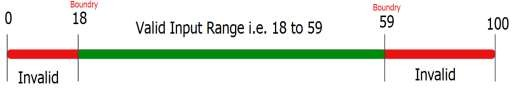 Boundry
Boundry
0
18
Valid Input Range i.e. 18 to 59
59
100
Invalid
Invalid